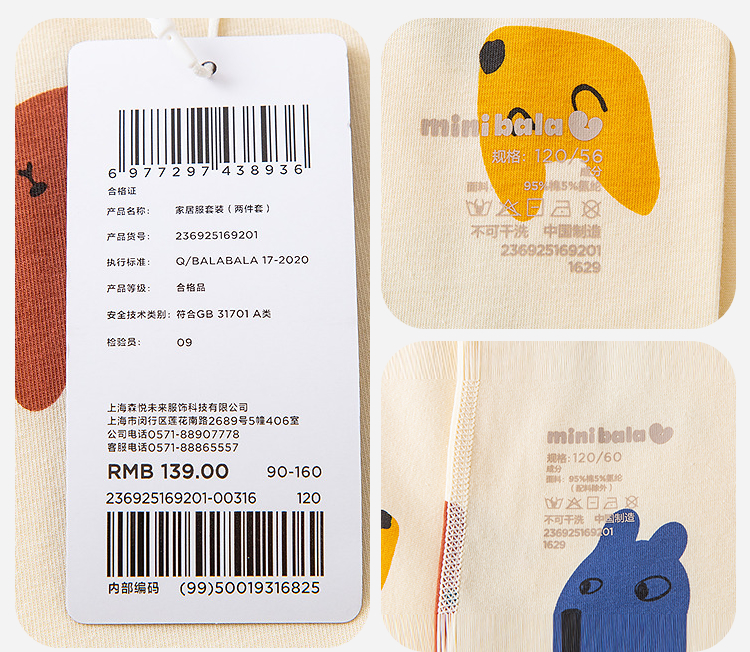 6 977297 438936
合格证
产品名称: 家居服套装（两件套）
产品货号: 236925169201
执行标准: Q/BALABALA 17-2020
产品等级: 合格品
安全技术类别: 符合GB 31701 A类
检验员: 09
上海森悦未来服饰科技有限公司
上海市闵行区莲花南路2689号5幢406室
公司电话0571-88907778
客服电话0571-88865557
RMB 139.00 90-160
236925169201-00316 120
内部编码 (99)50019316825
mini bala
规格: 120/56
成分
面料: 95%棉5%氨纶
不可干洗 中国制造
236925169201
1629
mini bala
规格: 120/60
成分
面料: 95%棉5%氨纶
(配料除外)
不可干洗 中国制造
236925169201
1629